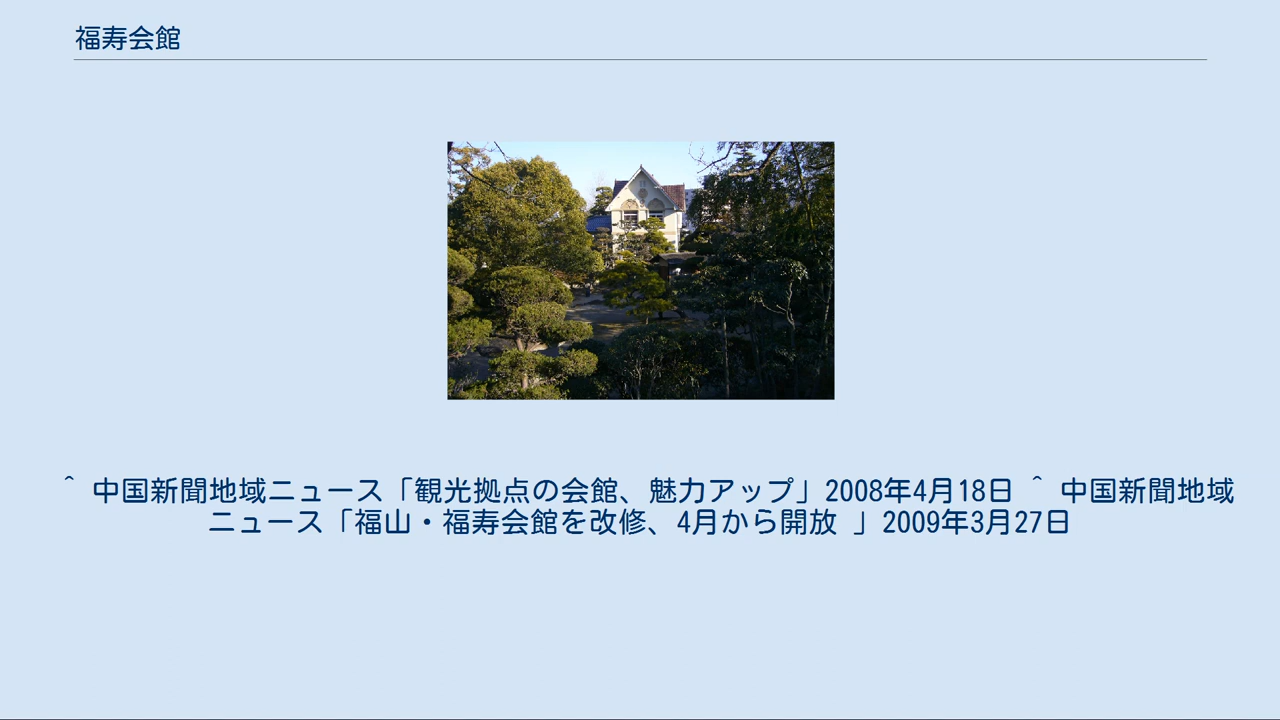 福寿会館
^ 中国新聞地域ニュース「観光拠点の会館、魅力アップ」2008年4月18日 ^ 中国新聞地域
ニュース「福山・福寿会館を改修、4月から開放 」2009年3月27日